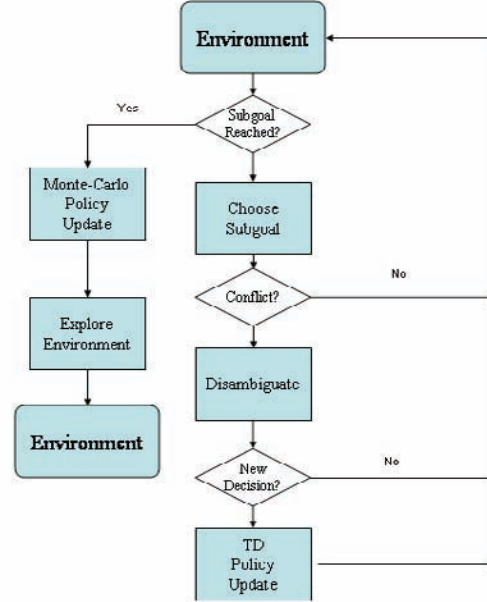 Environment
Subgoal
Reached?
Yes
Monte-Carlo
Policy
Update
Choose
Subgual
Conflict?
No
Explore
Environment
Disambiguate
Environment
New
Decision?
No
TD
Policy
Update